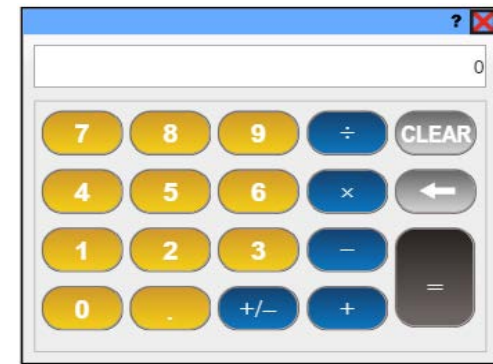 ?
0
7 8 9 ÷ CLEAR
4 5 6 ×
1 2 3 −
0 . +/− + =